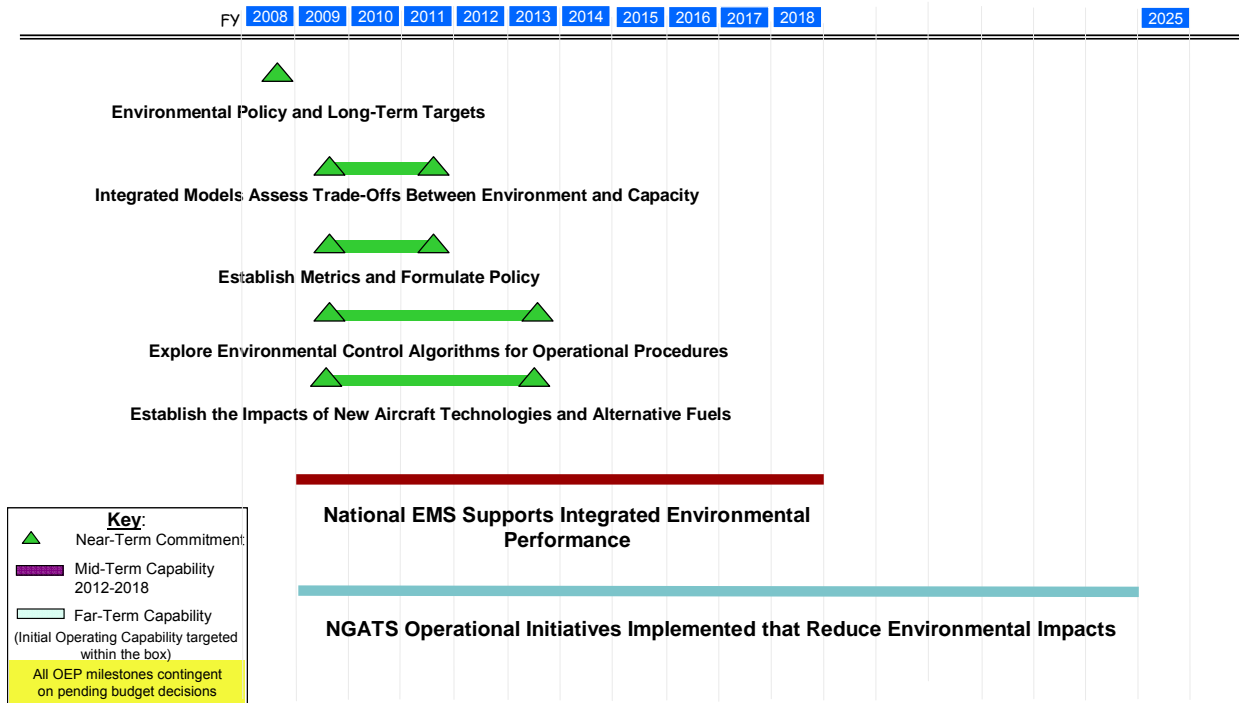 FY 2008 2009 2010 2011 2012 2013 2014 2015 2016 2017 2018 2025
Environmental Policy and Long-Term Targets
Integrated Models Assess Trade-Offs Between Environment and Capacity
Establish Metrics and Formulate Policy
Explore Environmental Control Algorithms for Operational Procedures
Establish the Impacts of New Aircraft Technologies and Alternative Fuels
National EMS Supports Integrated Environmental
Performance
NGATS Operational Initiatives Implemented that Reduce Environmental Impacts
Key:
Near-Term Commitment
Mid-Term Capability
2012-2018
Far-Term Capability
(Initial Operating Capability targeted
within the box)
All OEP milestones contingent
on pending budget decisions